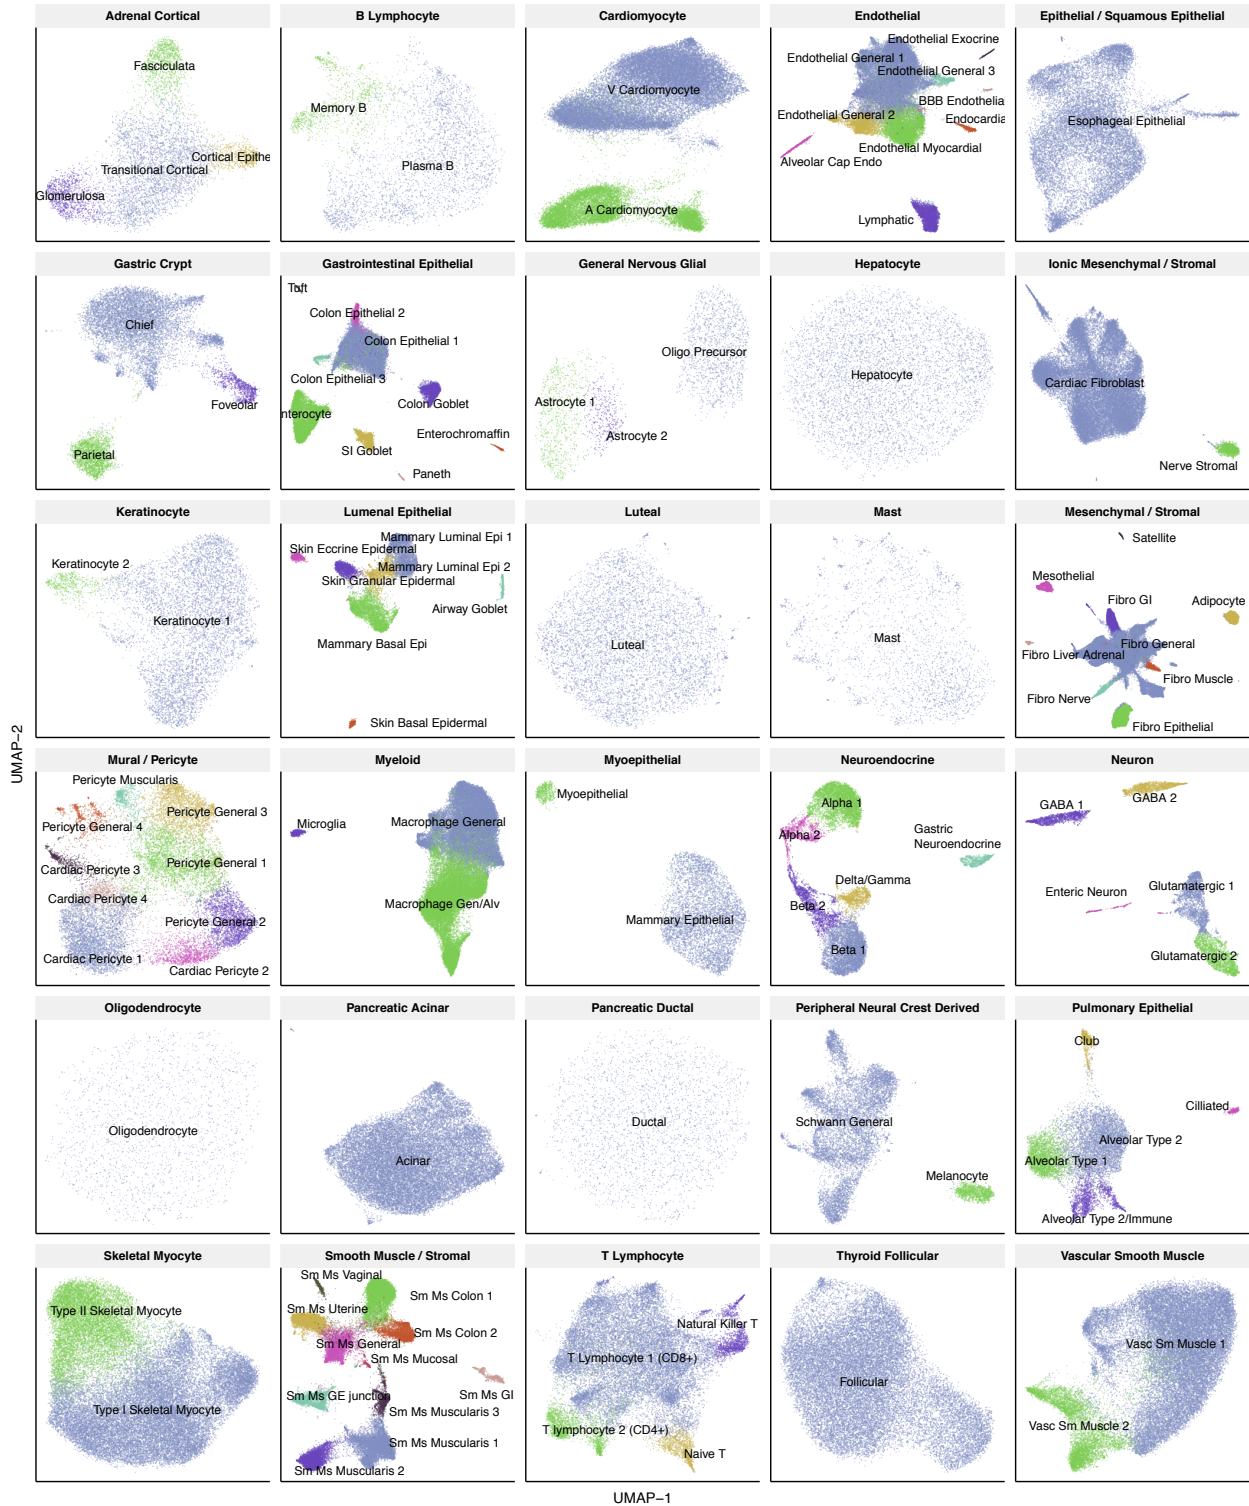 Adrenal Cortical
B Lymphocyte
Cardiomyocyte
Endothelial
Epithelial / Squamous Epithelial
Fasciculata
Cortical Epithe
Transitional Cortical
Glomerulosa
Memory B
Plasma B
V Cardiomyocyte
A Cardiomyocyte
Endothelial Exocrine
Endothelial General 1
Endothelial General 3
BBB Endothelia
Endothelial General 2
Endocardia
Endothelial Myocardial
Alveolar Cap Endo
Lymphatic
Esophageal Epithelial
Gastric Crypt
Gastrointestinal Epithelial
General Nervous Glial
Hepatocyte
Ionic Mesenchymal / Stromal
Chief
Foveolar
Parietal
Tuft
Colon Epithelial 2
Colon Epithelial 1
Colon Epithelial 3
Colon Goblet
nterocyte
SI Goblet
Enterochromaffin
Paneth
Oligo Precursor
Astrocyte 1
Astrocyte 2
Hepatocyte
Cardiac Fibroblast
Nerve Stromal
Keratinocyte
Lumenal Epithelial
Luteal
Mast
Mesenchymal / Stromal
Keratinocyte 2
Keratinocyte 1
Mammary Luminal Epi 1
Skin Eccrine Epidermal
Mammary Luminal Epi 2
Skin Granular Epidermal
Airway Goblet
Mammary Basal Epi
Skin Basal Epidermal
Luteal
Mast
Satellite
Mesothelial
Fibro GI
Adipocyte
Fibro General
Fibro Liver Adrenal
Fibro Muscle
Fibro Nerve
Fibro Epithelial
UMAP−2
Mural / Pericyte
Myeloid
Myoepithelial
Neuroendocrine
Neuron
Pericyte Muscularis
Pericyte General 3
Pericyte General 4
Pericyte General 1
Cardiac Pericyte 3
Cardiac Pericyte 4
Pericyte General 2
Cardiac Pericyte 1
Cardiac Pericyte 2
Microglia
Macrophage General
Macrophage Gen/Alv
Myoepithelial
Mammary Epithelial
Alpha 1
Alpha 2
Gastric
Neuroendocrine
Delta/Gamma
Beta 2
Beta 1
GABA 1
GABA 2
Enteric Neuron
Glutamatergic 1
Glutamatergic 2
Oligodendrocyte
Pancreatic Acinar
Pancreatic Ductal
Peripheral Neural Crest Derived
Pulmonary Epithelial
Oligodendrocyte
Acinar
Ductal
Schwann General
Melanocyte
Club
Cilliated
Alveolar Type 2
Alveolar Type 1
Alveolar Type 2/Immune
Skeletal Myocyte
Smooth Muscle / Stromal
T Lymphocyte
Thyroid Follicular
Vascular Smooth Muscle
Type II Skeletal Myocyte
Type I Skeletal Myocyte
Sm Ms Vaginal
Sm Ms Colon 1
Sm Ms Uterine
Sm Ms Colon 2
Sm Ms General
Sm Ms Mucosal
Sm Ms GE junction
Sm Ms GI
Sm Ms Muscularis 3
Sm Ms Muscularis 1
Sm Ms Muscularis 2
Natural Killer T
T Lymphocyte 1 (CD8+)
T lymphocyte 2 (CD4+)
Naive T
Follicular
Vasc Sm Muscle 1
Vasc Sm Muscle 2
UMAP−1